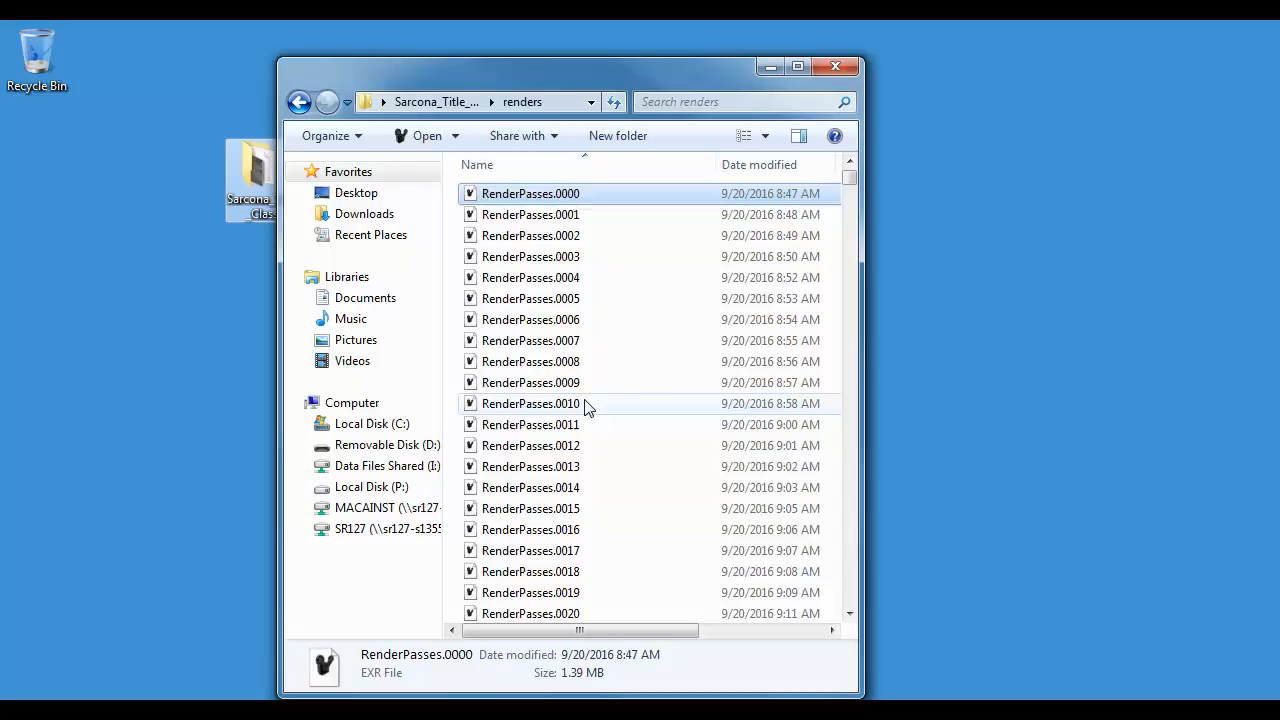 Recycle Bin
Sarcona_
_Clas
Sarcona_Title_... renders
Search renders
Organize Open Share with New folder
Name Date modified
Favorites
Desktop
Downloads
Recent Places
Libraries
Documents
Music
Pictures
Videos
Computer
Local Disk (C:)
Removable Disk (D:)
Data Files Shared (I:)
Local Disk (P:)
MACAINST (\\sr127-
SR127 (\\sr127-s1355
RenderPasses.0000 9/20/2016 8:47 AM
RenderPasses.0001 9/20/2016 8:48 AM
RenderPasses.0002 9/20/2016 8:49 AM
RenderPasses.0003 9/20/2016 8:50 AM
RenderPasses.0004 9/20/2016 8:52 AM
RenderPasses.0005 9/20/2016 8:53 AM
RenderPasses.0006 9/20/2016 8:54 AM
RenderPasses.0007 9/20/2016 8:55 AM
RenderPasses.0008 9/20/2016 8:56 AM
RenderPasses.0009 9/20/2016 8:57 AM
RenderPasses.0010 9/20/2016 8:58 AM
RenderPasses.0011 9/20/2016 9:00 AM
RenderPasses.0012 9/20/2016 9:01 AM
RenderPasses.0013 9/20/2016 9:02 AM
RenderPasses.0014 9/20/2016 9:03 AM
RenderPasses.0015 9/20/2016 9:05 AM
RenderPasses.0016 9/20/2016 9:06 AM
RenderPasses.0017 9/20/2016 9:07 AM
RenderPasses.0018 9/20/2016 9:08 AM
RenderPasses.0019 9/20/2016 9:09 AM
RenderPasses.0020 9/20/2016 9:11 AM
RenderPasses.0000 Date modified: 9/20/2016 8:47 AM
EXR File Size: 1.39 MB